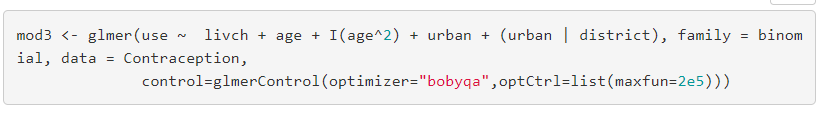 mod3 <- glmer(use ~  livch + age + I(age^2) + urban + (urban | district), family = binom
ial, data = Contraception,
              control=glmerControl(optimizer="bobyqa",optCtrl=list(maxfun=2e5)))